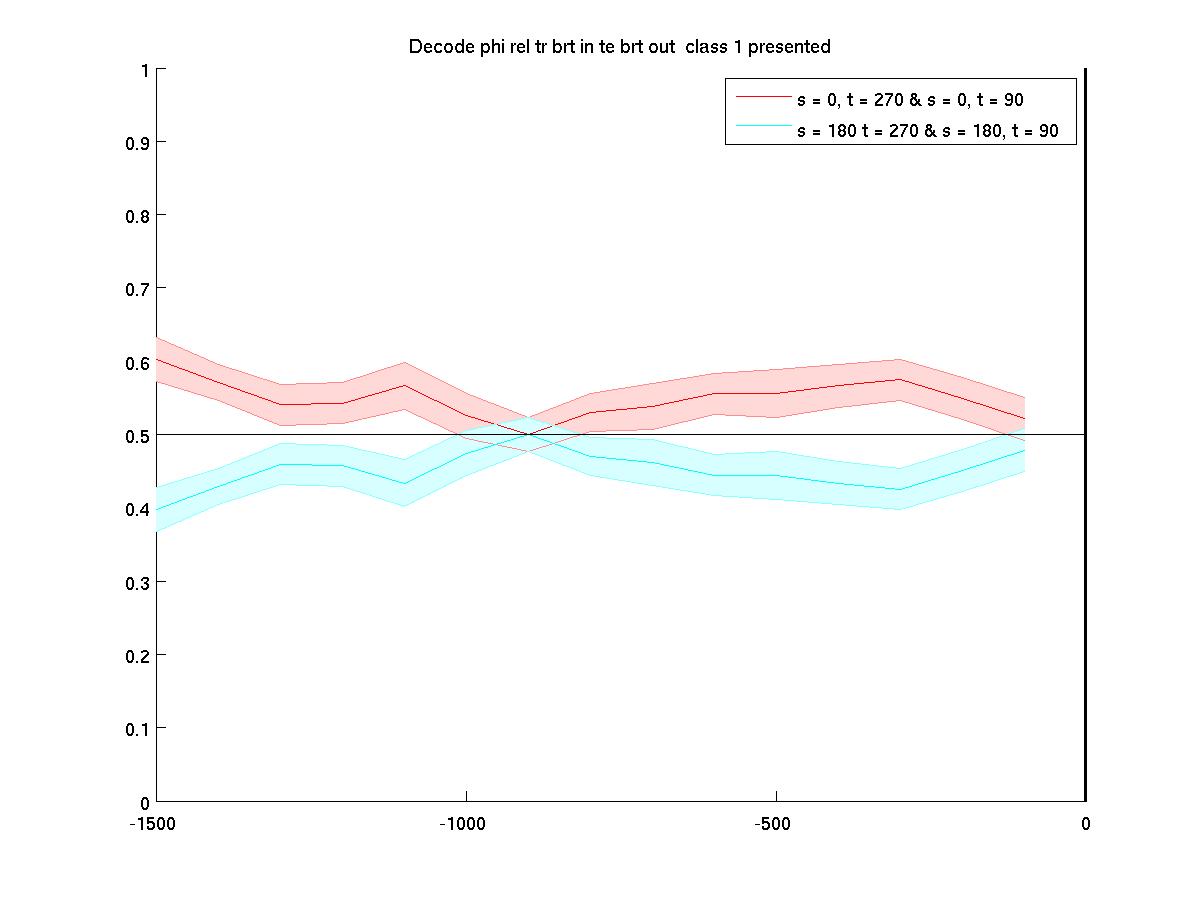 Decode phi rel tr brt in te brt out class 1 presented
s = 0, t = 270 & s = 0, t = 90
s = 180 t = 270 & s = 180, t = 90
1
0.9
0.8
0.7
0.6
0.5
0.4
0.3
0.2
0.1
0
-1500 -1000 -500 0